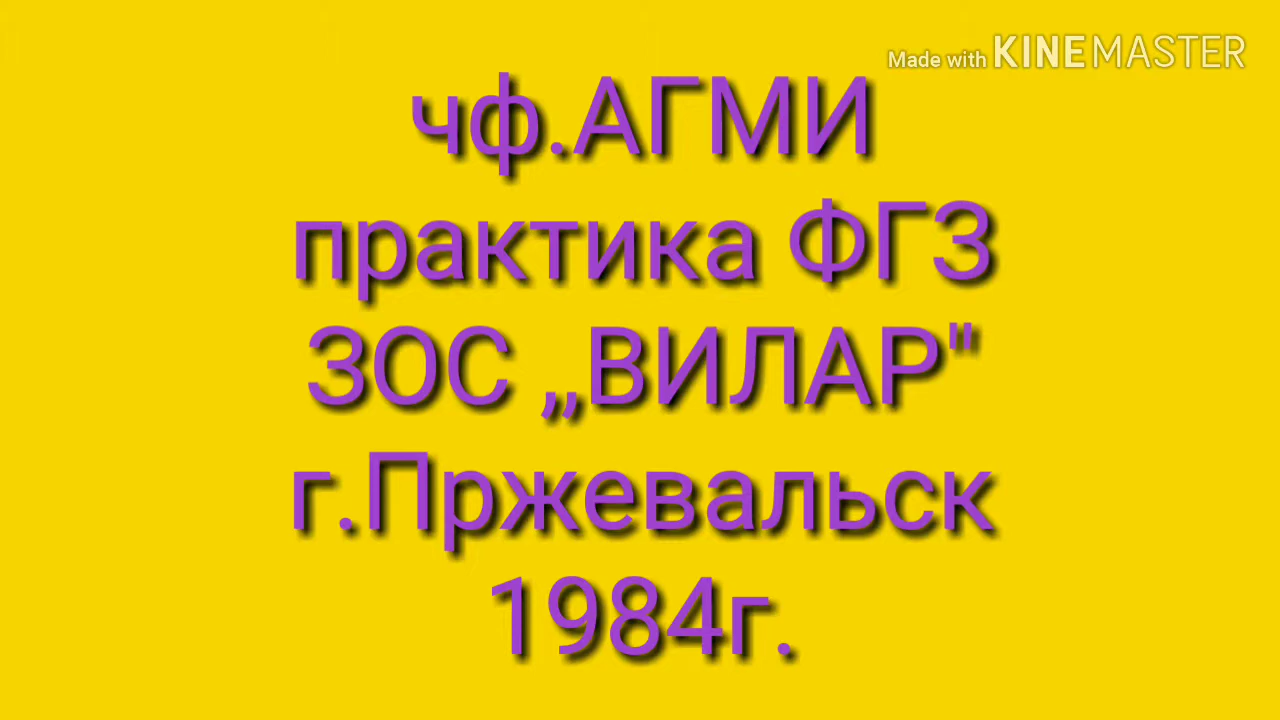 Made with KINEMASTER
чф.АГМИ
практика ФГЗ
ЗОС ,,ВИЛАР"
г.Пржевальск
1984г.